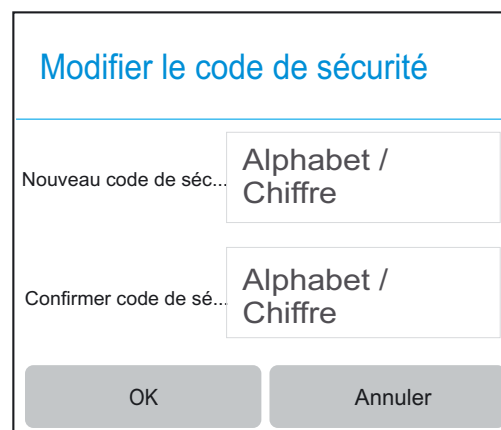 Modifier le code de sécurité
Nouveau code de séc...
Alphabet /
Chiffre
Confirmer code de sé...
Alphabet /
Chiffre
OK
Annuler